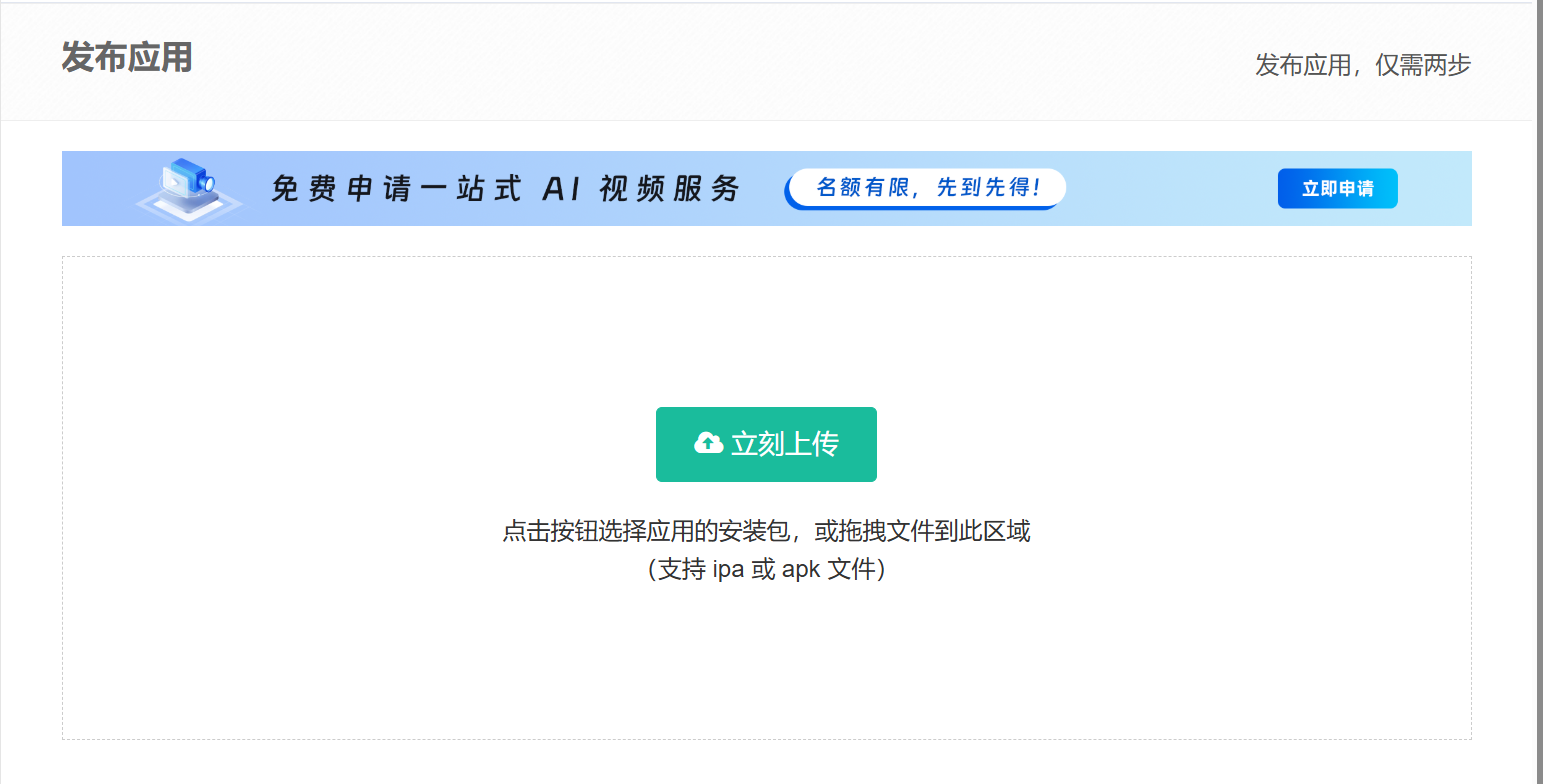 发布应用
发布应用，仅需两步
免费申请一站式 AI 视频服务
名额有限，先到先得!
立即申请
立刻上传
点击按钮选择应用的安装包，或拖拽文件到此区域
（支持 ipa 或 apk 文件）